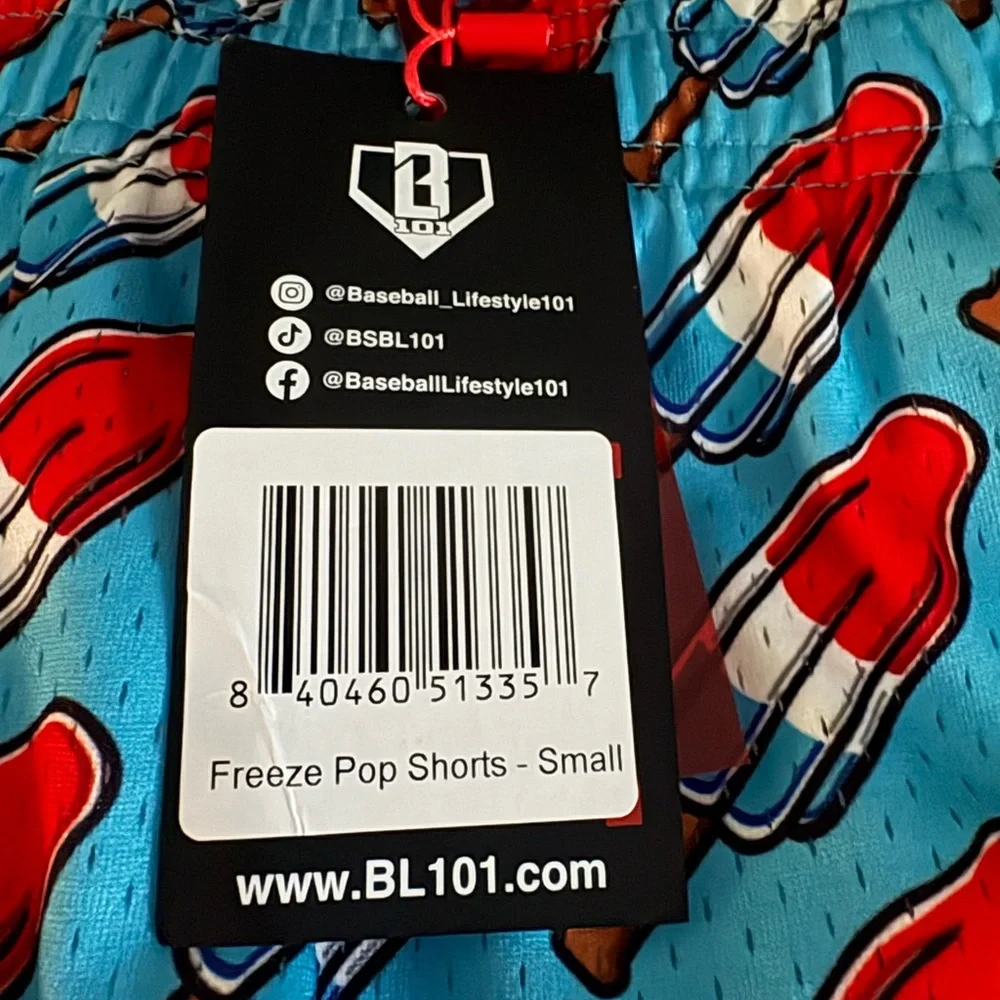 B
101
@Baseball_Lifestyle101
@BSBL101
@BaseballLifestyle101
8 40460 51335 7
Freeze Pop Shorts - Small
www.BL101.com